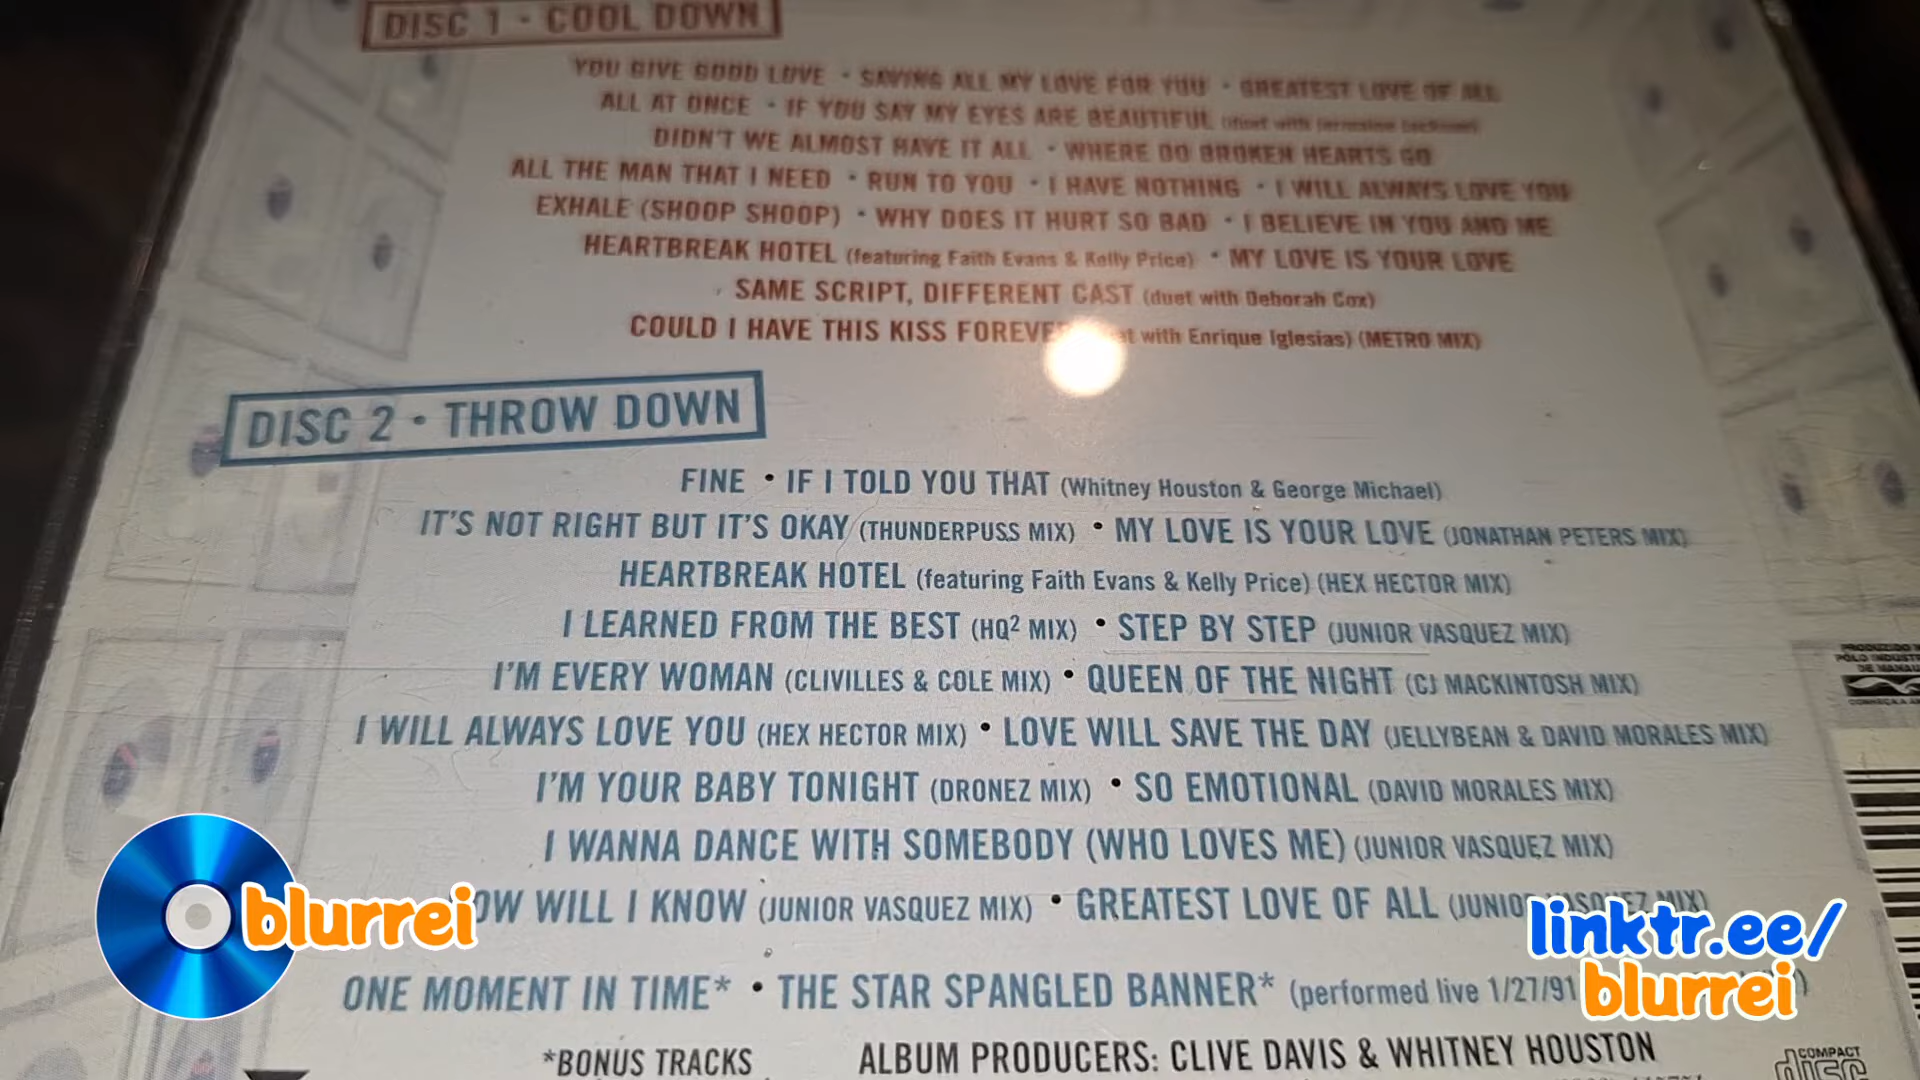 DISC 1 • COOL DOWN
YOU GIVE GOOD LOVE • SAVING ALL MY LOVE FOR YOU • GREATEST LOVE OF ALL
ALL AT ONCE • IF YOU SAY MY EYES ARE BEAUTIFUL (duet with Jermaine Jackson)
DIDN'T WE ALMOST HAVE IT ALL • WHERE DO BROKEN HEARTS GO
ALL THE MAN THAT I NEED • RUN TO YOU • I HAVE NOTHING • I WILL ALWAYS LOVE YOU
EXHALE (SHOOP SHOOP) • WHY DOES IT HURT SO BAD • I BELIEVE IN YOU AND ME
HEARTBREAK HOTEL (featuring Faith Evans & Kelly Price) • MY LOVE IS YOUR LOVE
SAME SCRIPT, DIFFERENT CAST (duet with Deborah Cox)
COULD I HAVE THIS KISS FOREVER with Enrique Iglesias) (METRO MIX)
DISC 2 • THROW DOWN
FINE • IF I TOLD YOU THAT (Whitney Houston & George Michael)
IT'S NOT RIGHT BUT IT'S OKAY (THUNDERPUSS MIX) • MY LOVE IS YOUR LOVE (JONATHAN PETERS MIX)
HEARTBREAK HOTEL (featuring Faith Evans & Kelly Price) (HEX HECTOR MIX)
I LEARNED FROM THE BEST (HQ² MIX) • STEP BY STEP (JUNIOR VASQUEZ MIX)
I'M EVERY WOMAN (CLIVILLES & COLE MIX) • QUEEN OF THE NIGHT (CJ MACKINTOSH MIX)
I WILL ALWAYS LOVE YOU (HEX HECTOR MIX) • LOVE WILL SAVE THE DAY (JELLYBEAN & DAVID MORALES MIX)
I'M YOUR BABY TONIGHT (DRONEZ MIX) • SO EMOTIONAL (DAVID MORALES MIX)
I WANNA DANCE WITH SOMEBODY (WHO LOVES ME) (JUNIOR VASQUEZ MIX)
OW WILL I KNOW (JUNIOR VASQUEZ MIX) • GREATEST LOVE OF ALL (JUNIOR VASQUEZ MIX)
ONE MOMENT IN TIME* • THE STAR SPANGLED BANNER* (performed live 1/27/91
*BONUS TRACKS ALBUM PRODUCERS: CLIVE DAVIS & WHITNEY HOUSTON
COMPACT
disc
blurrei
linktr.ee/
blurrei